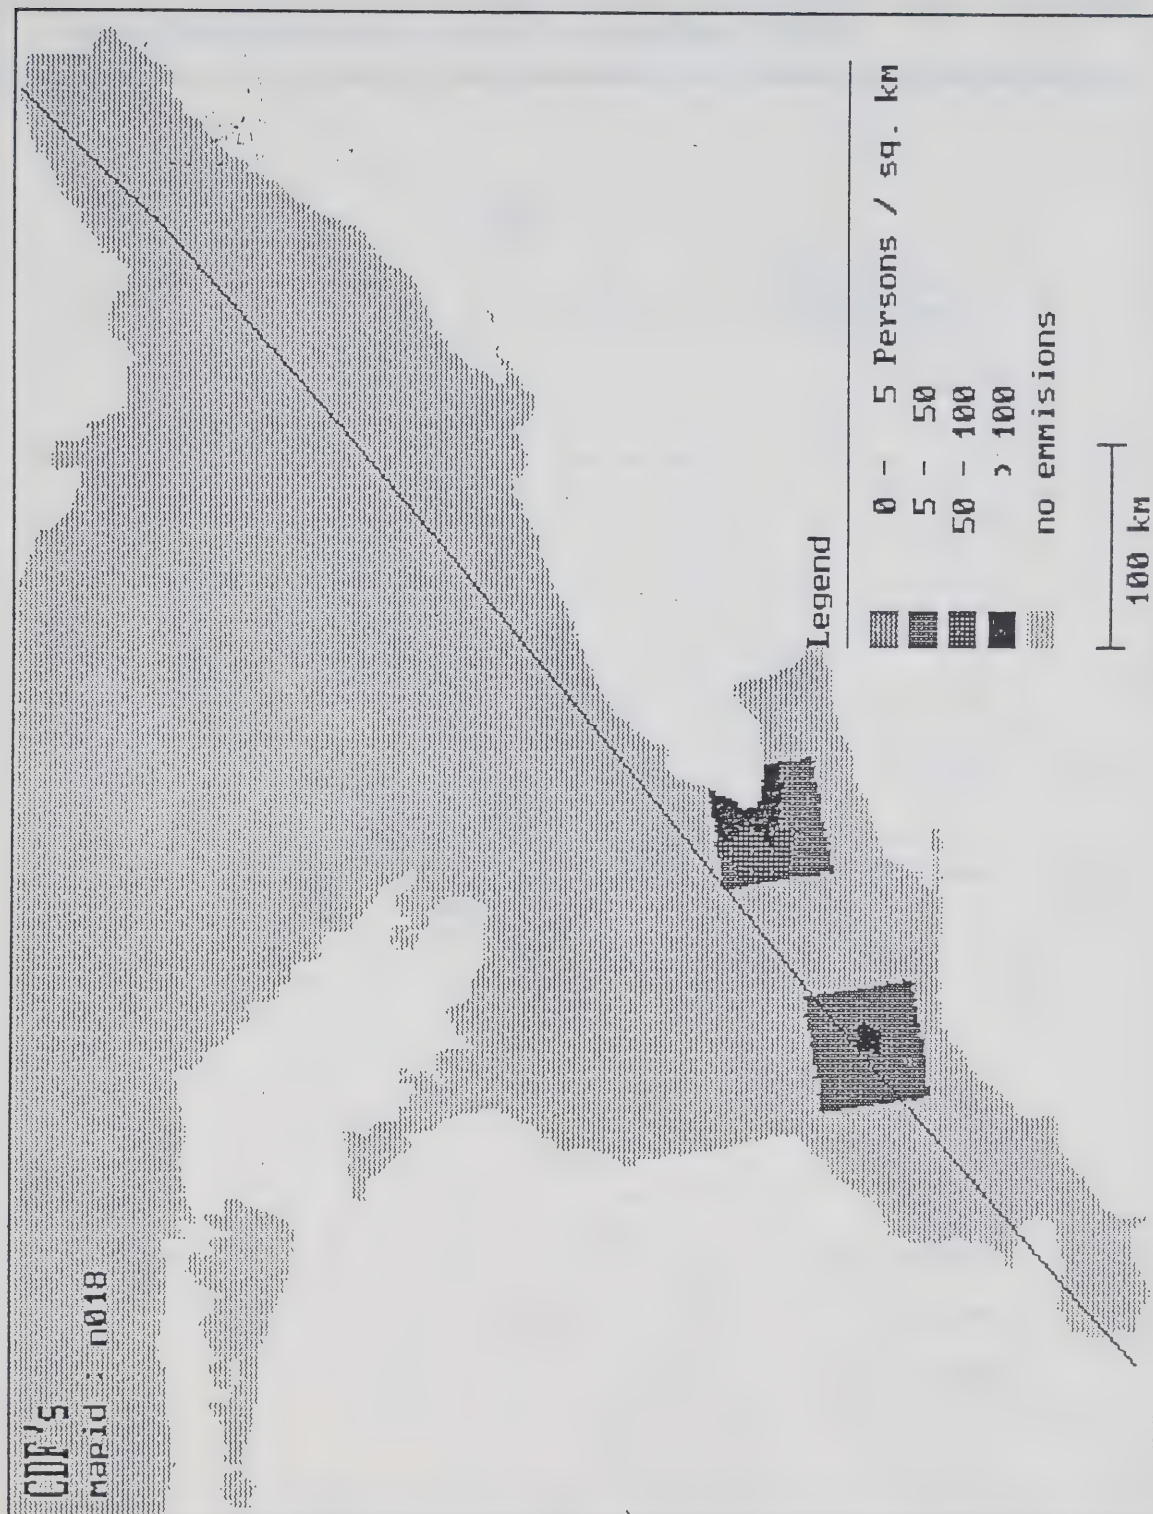 CDF's
mapid : n018
Legend
0 - 5 Persons / sq. km
5 - 50
50 - 100
> 100
no emmisions
100 km